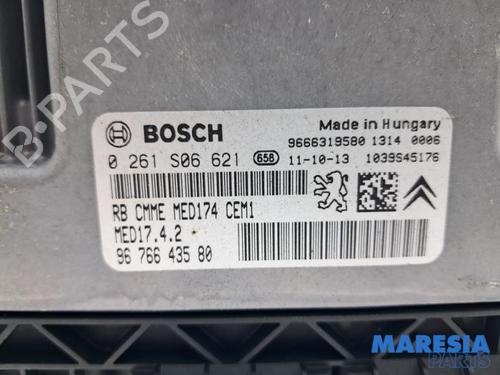 BOSCH
Made in Hungary
9666319580 1314 0006
0 261 S06 621 658 11-10-13 1039S45176
RB CMME MED174 CEM1
MED17.4.2
96 766 435 80
B-PARTS
MARESIA
PARTS